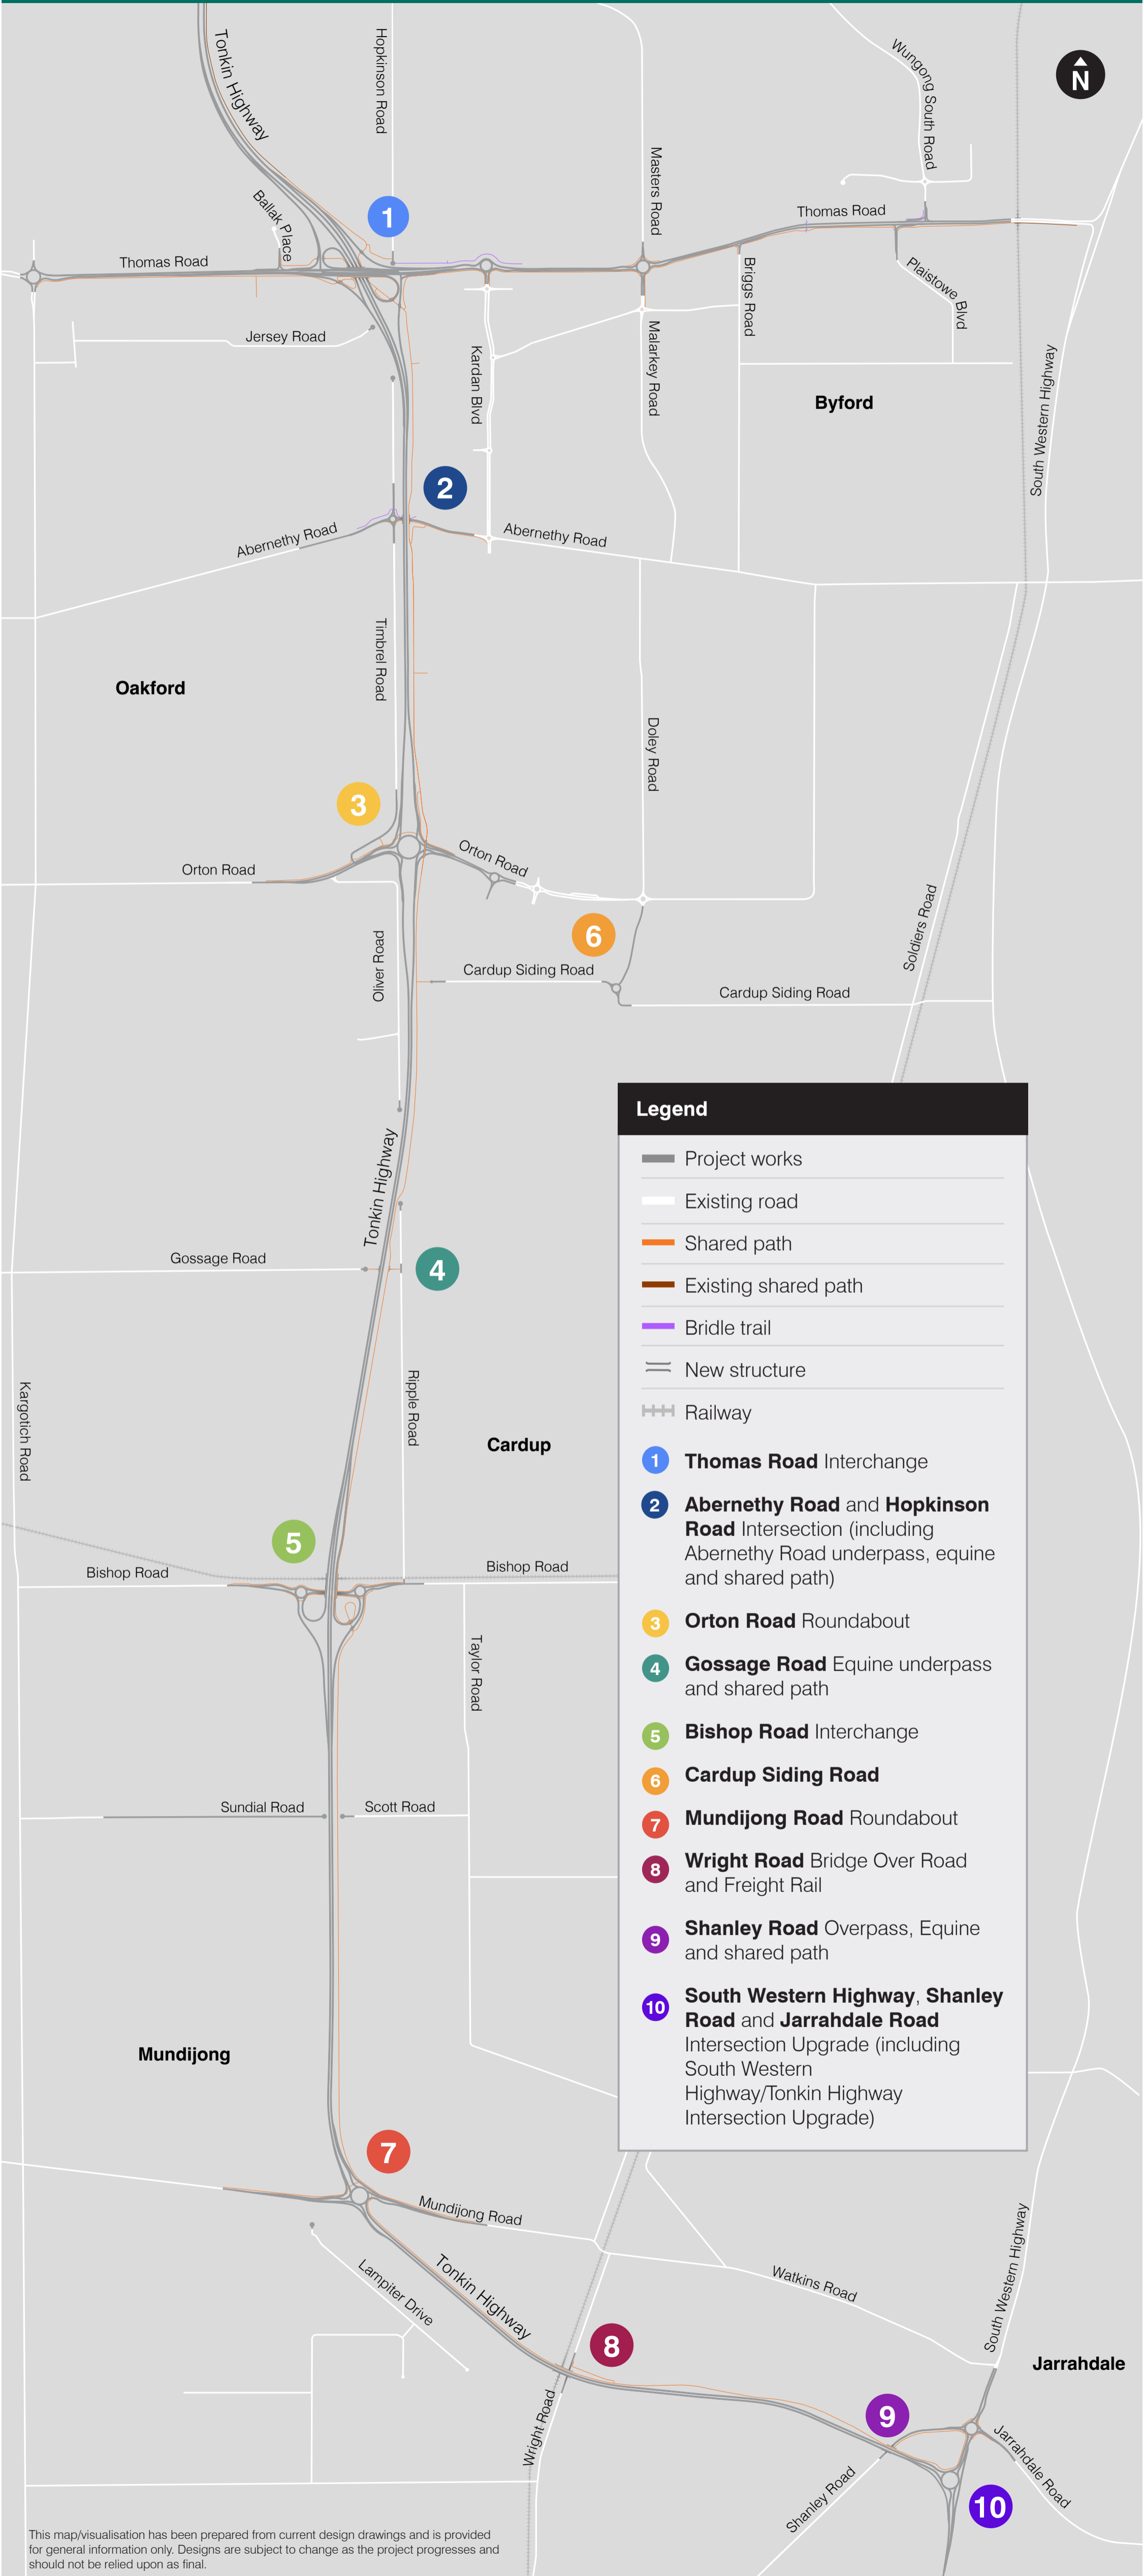 Tonkin Highway
Hopkinson Road
Wungong South Road
N
Masters Road
Ballak Place
1
Thomas Road
Thomas Road
Briggs Road
Plaistowe Blvd
Jersey Road
Kardan Blvd
Malarkey Road
South Western Highway
Byford
2
Abernethy Road
Abernethy Road
Timbrel Road
Oakford
Doley Road
3
Orton Road
Orton Road
6
Soldiers Road
Oliver Road
Cardup Siding Road
Cardup Siding Road
Tonkin Highway
Gossage Road
4
Kargotich Road
Ripple Road
Cardup
5
Bishop Road
Bishop Road
Taylor Road
Sundial Road
Scott Road
Mundijong
7
Mundijong Road
Lampiter Drive
Tonkin Highway
Watkins Road
South Western Highway
8
Jarrahdale
Wright Road
9
Jarrahdale Road
Shanley Road
10
Legend
Project works
Existing road
Shared path
Existing shared path
Bridle trail
New structure
Railway
1 Thomas Road Interchange
2 Abernethy Road and Hopkinson
Road Intersection (including
Abernethy Road underpass, equine
and shared path)
3 Orton Road Roundabout
4 Gossage Road Equine underpass
and shared path
5 Bishop Road Interchange
6 Cardup Siding Road
7 Mundijong Road Roundabout
8 Wright Road Bridge Over Road
and Freight Rail
9 Shanley Road Overpass, Equine
and shared path
10 South Western Highway, Shanley
Road and Jarrahdale Road
Intersection Upgrade (including
South Western
Highway/Tonkin Highway
Intersection Upgrade)
This map/visualisation has been prepared from current design drawings and is provided
for general information only. Designs are subject to change as the project progresses and
should not be relied upon as final.